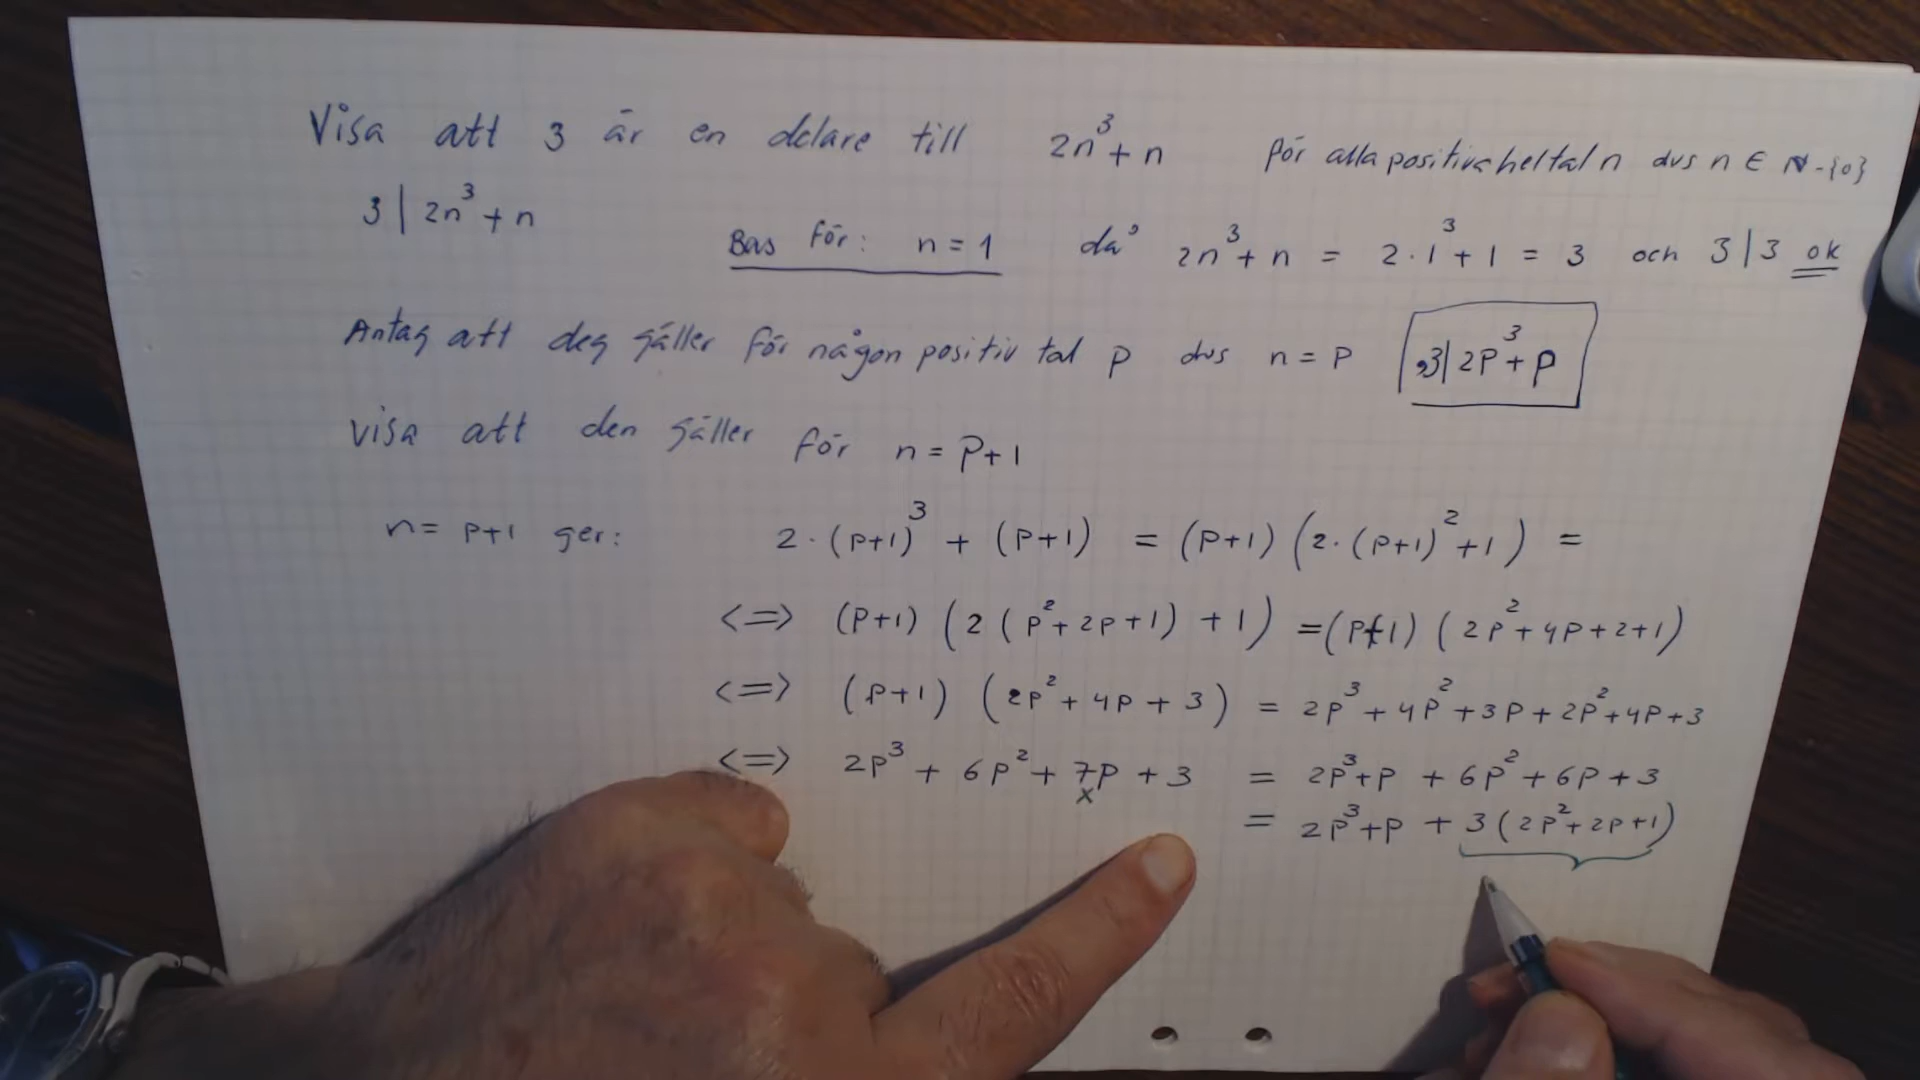 Visa att 3 är en delare till 2n³ + n för alla positiva heltal n dvs n ∈ N-{0}
3 | 2n³ + n
Bas för: n = 1 då 2n³ + n = 2·1³ + 1 = 3 och 3|3 ok
Antag att deg gäller för någon positiv tal p dvs n = p 3| 2p³ + p
visa att den gäller för n = p+1
n = p+1 ger: 2·(p+1)³ + (p+1) = (p+1) (2·(p+1)² + 1) =
<=> (p+1) (2 (p² + 2p + 1) + 1) = (p+1) (2p² + 4p + 2 + 1)
<=> (p+1) (2p² + 4p + 3) = 2p³ + 4p² + 3p + 2p² + 4p + 3
<=> 2p³ + 6p² + 7p + 3 = 2p³ + p + 6p² + 6p + 3
x
= 2p³ + p + 3 (2p² + 2p + 1)